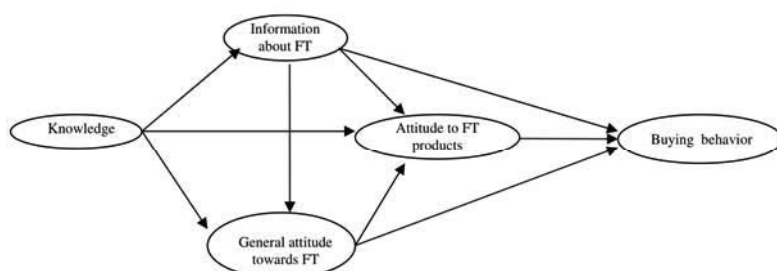 Information
about FT
Knowledge
Attitude to FT
products
Buying behavior
General attitude
towards FT